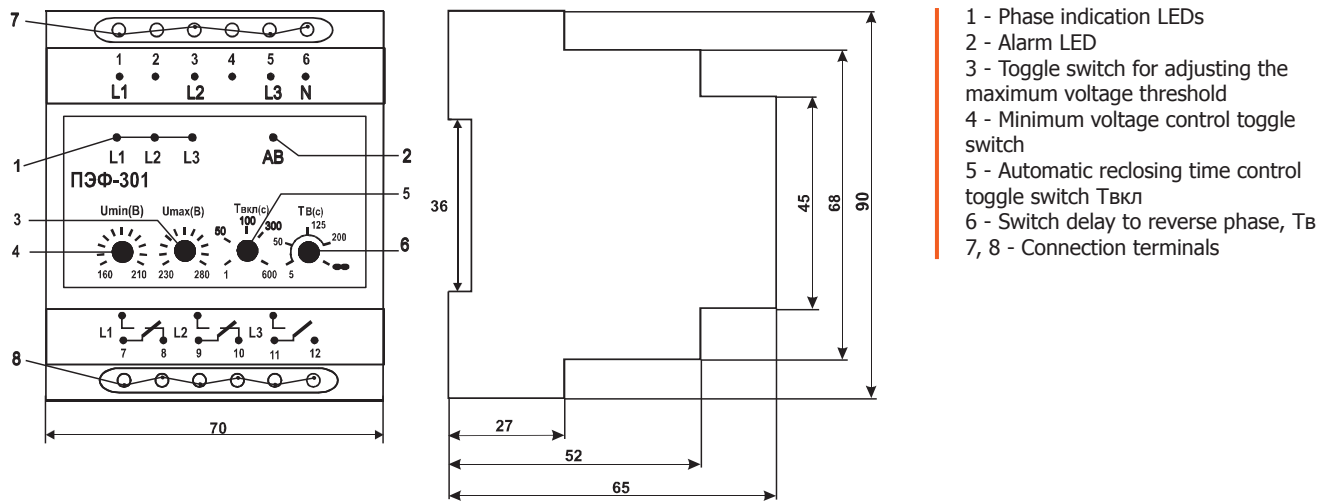 7
1 2 3 4 5 6
L1 L2 L3 N
1
L1 L2 L3 AB
2
ПЭФ-301
5
Umin(B) Umax(B) Tвкл(c) TB(c)
3
100
50 300
125
50 200
4
6
160 210 230 280 1 600 5 ∞
L1 L2 L3
7 8 9 10 11 12
8
70
36
45
68
90
27
52
65
1 - Phase indication LEDs
2 - Alarm LED
3 - Toggle switch for adjusting the
maximum voltage threshold
4 - Minimum voltage control toggle
switch
5 - Automatic reclosing time control
toggle switch Tвкл
6 - Switch delay to reverse phase, Tв
7, 8 - Connection terminals